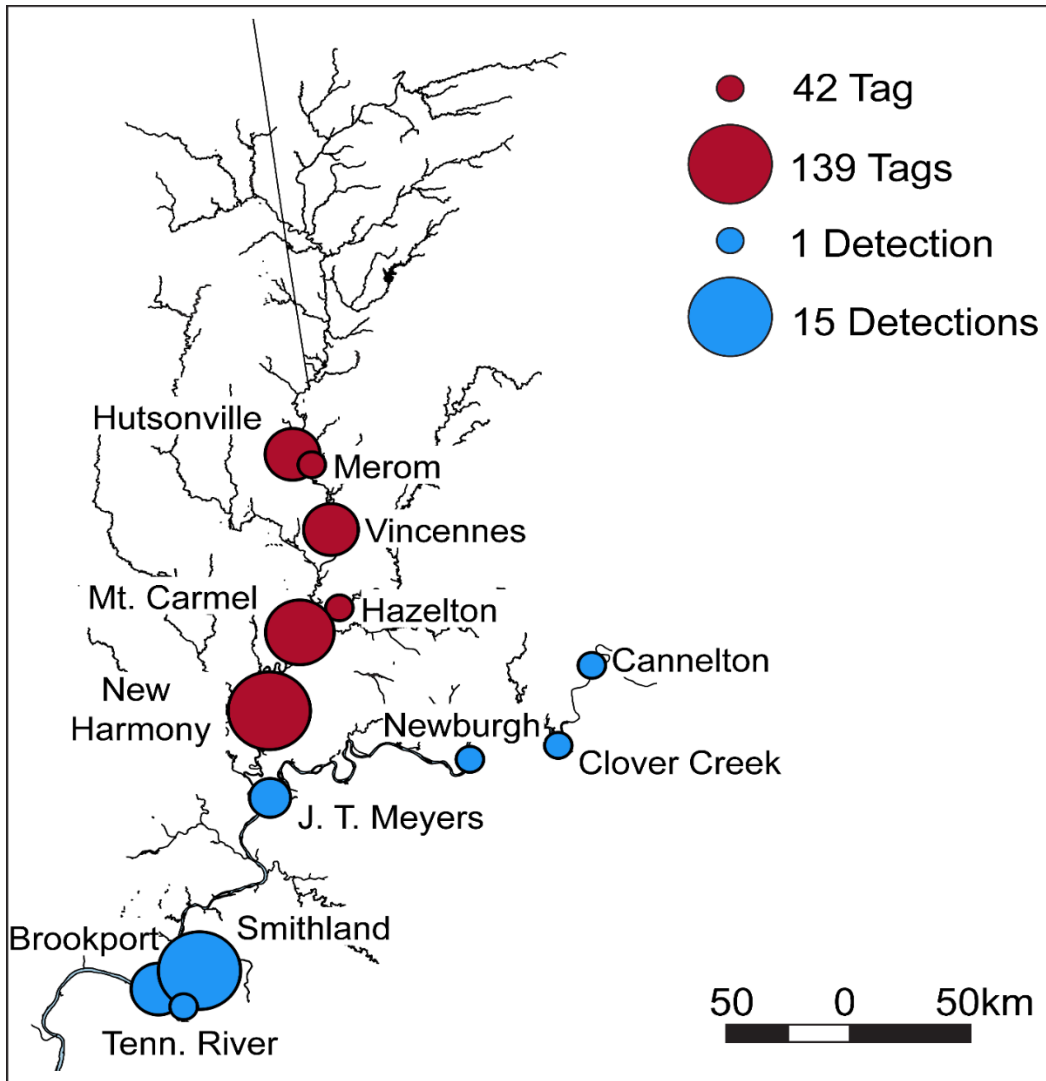 42 Tag
139 Tags
1 Detection
15 Detections
Hutsonville
Merom
Vincennes
Mt. Carmel
Hazelton
New
Harmony
Cannelton
Newburgh
Clover Creek
J. T. Meyers
Smithland
Brookport
Tenn. River
50 0 50km